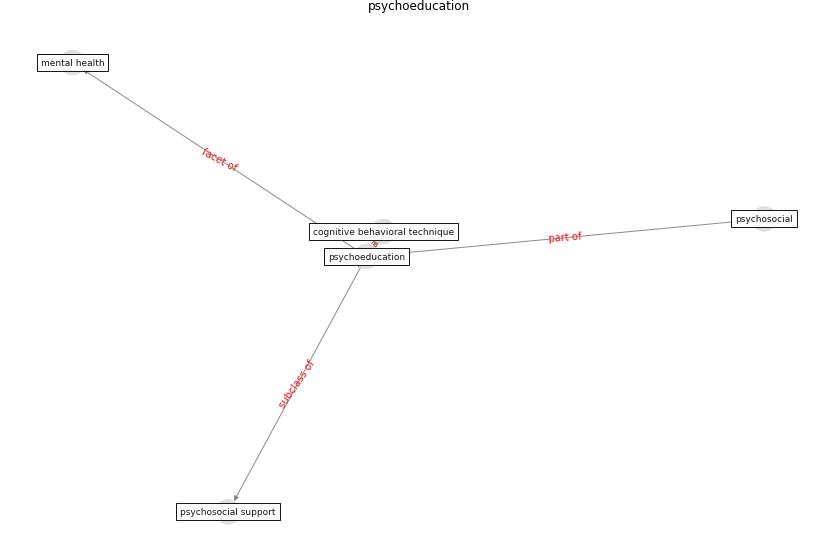 psychoeducation
mental health
facet of
psychosocial
cognitive behavioral technique
part of
psychoeducation
subclass of
psychosocial support